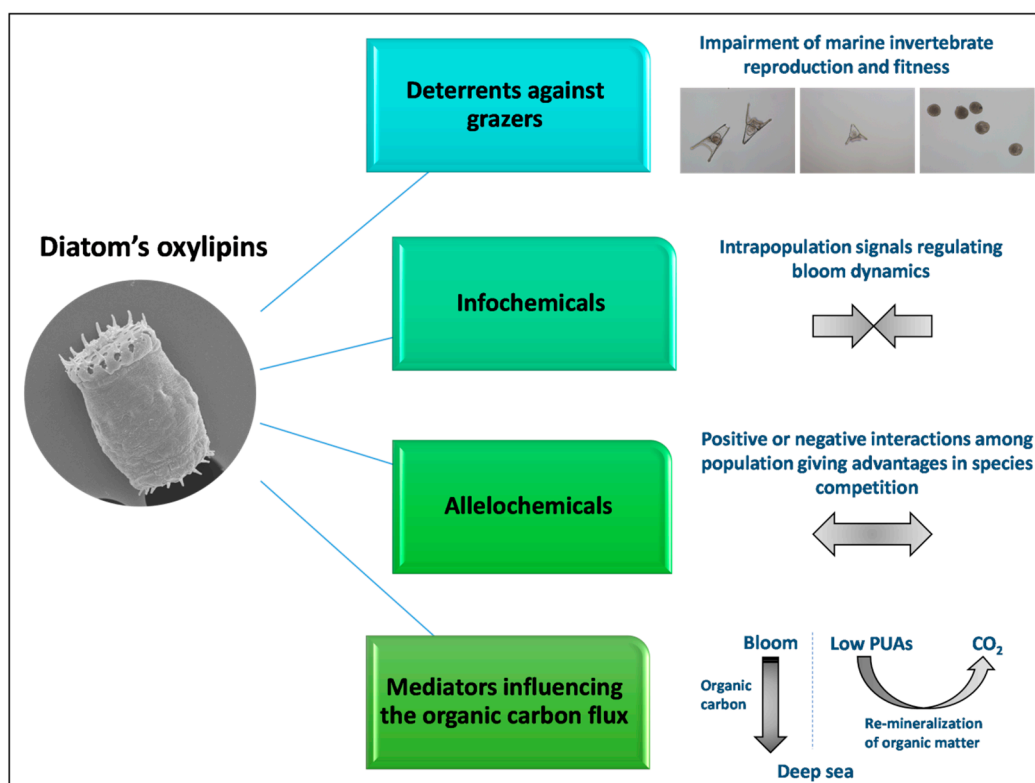 Diatom's oxylipins
Deterrents against
grazers
Impairment of marine invertebrate
reproduction and fitness
Infochemicals
Intrapopulation signals regulating
bloom dynamics
Allelochemicals
Positive or negative interactions among
population giving advantages in species
competition
Mediators influencing
the organic carbon flux
Bloom
Low PUAs
CO₂
Organic
carbon
Re-mineralization
of organic matter
Deep sea